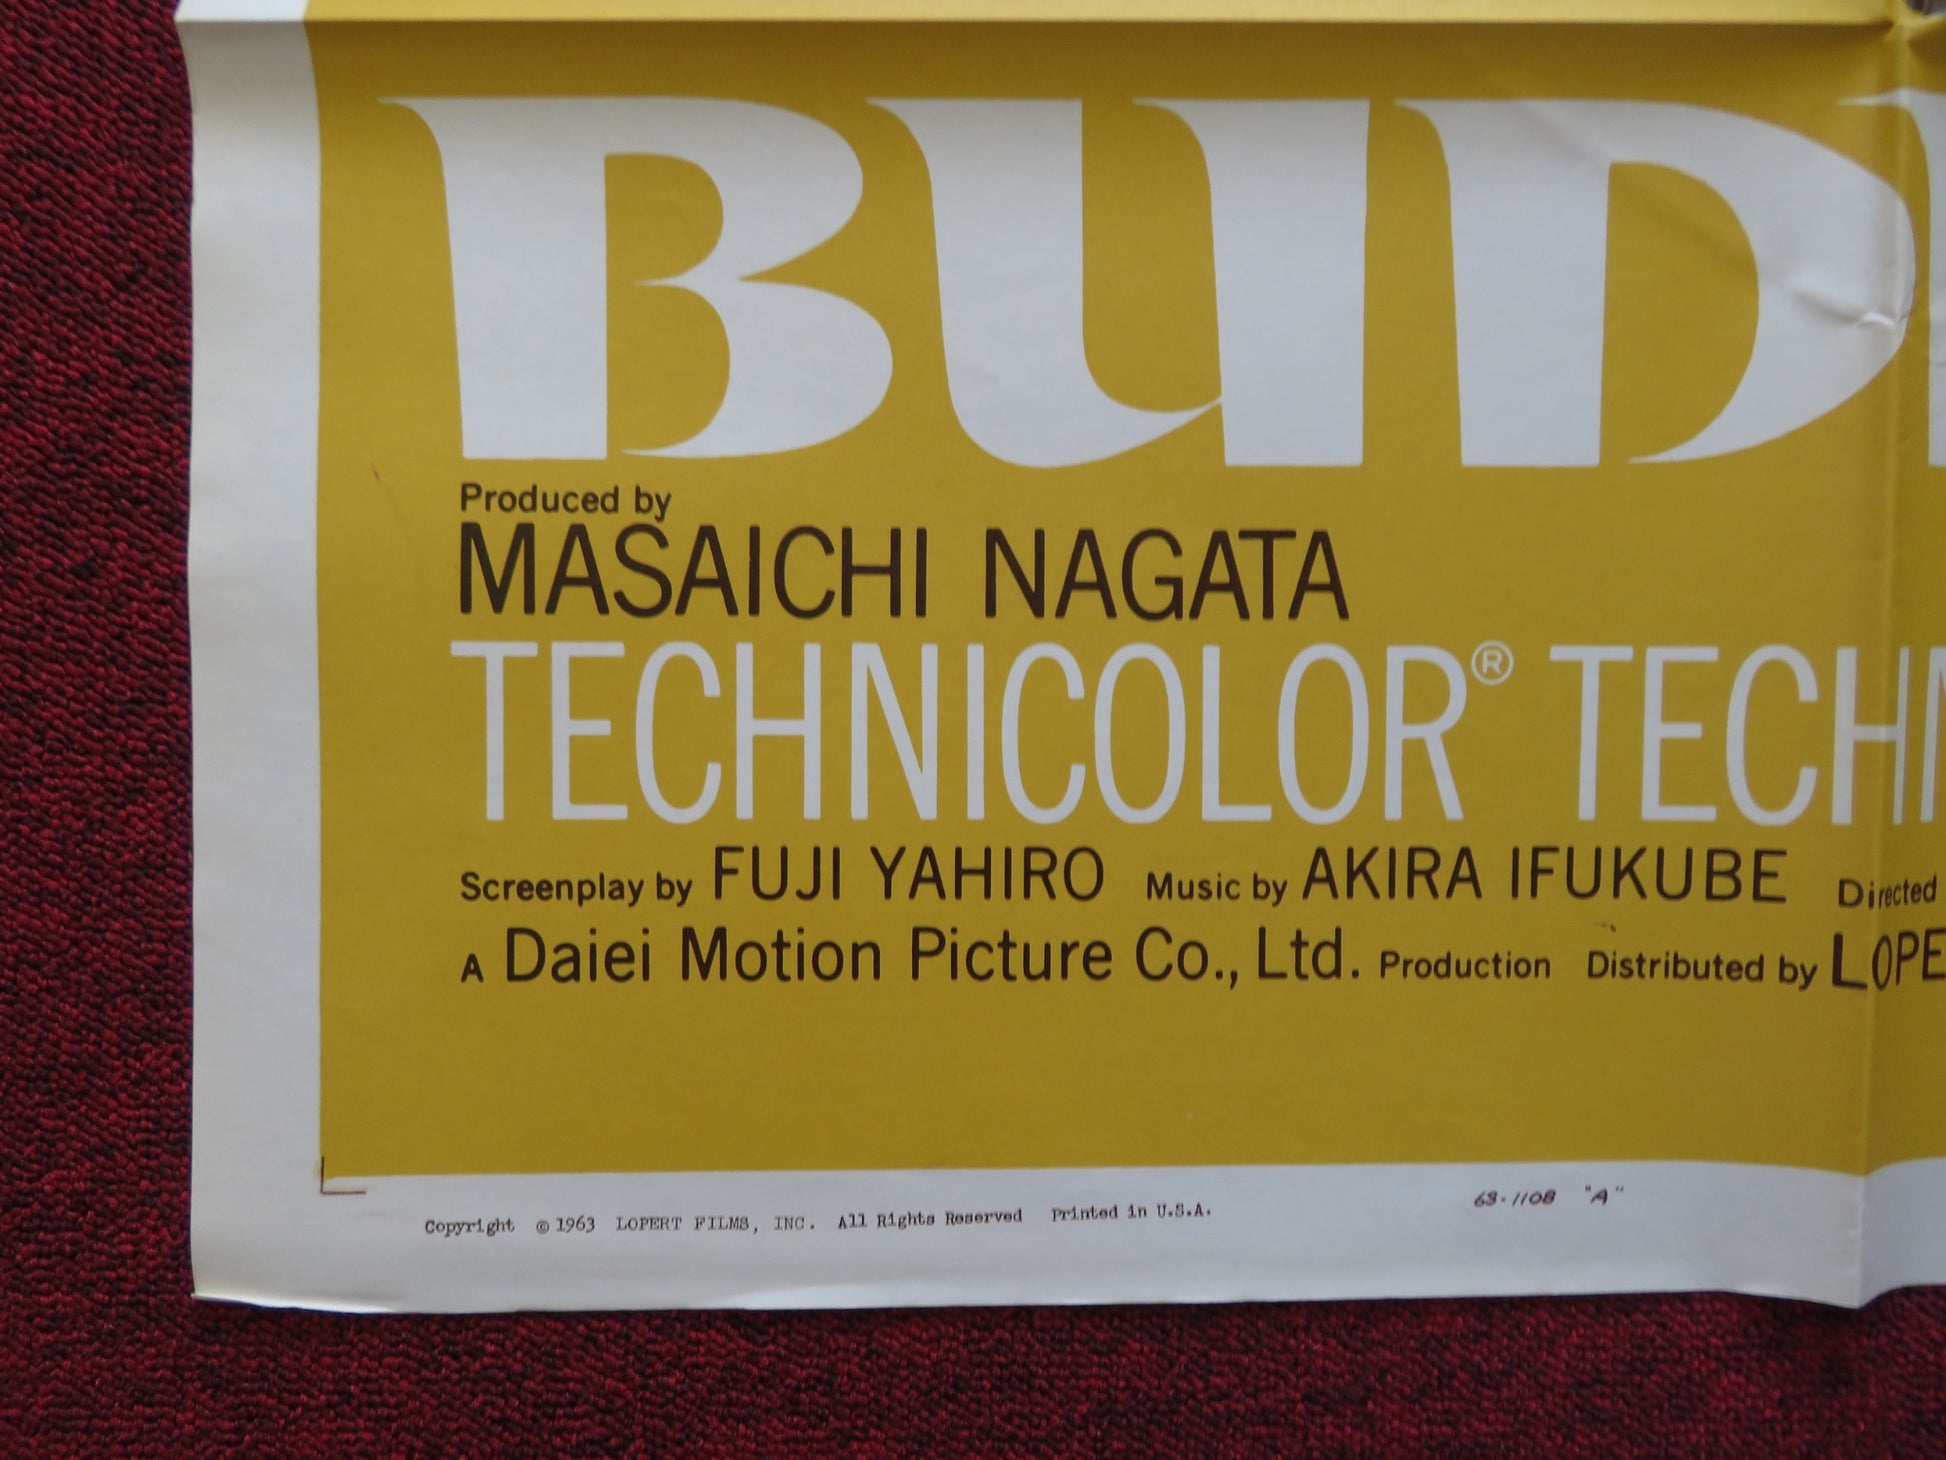 BUD
Produced by
MASAICHI NAGATA
TECHNICOLOR® TECHN
Screenplay by FUJI YAHIRO Music by AKIRA IFUKUBE Directed
A Daiei Motion Picture Co., Ltd. Production Distributed by LOPE
Copyright © 1963 LOPERT FILMS, INC. All Rights Reserved Printed in U.S.A. 63-1108 "A"